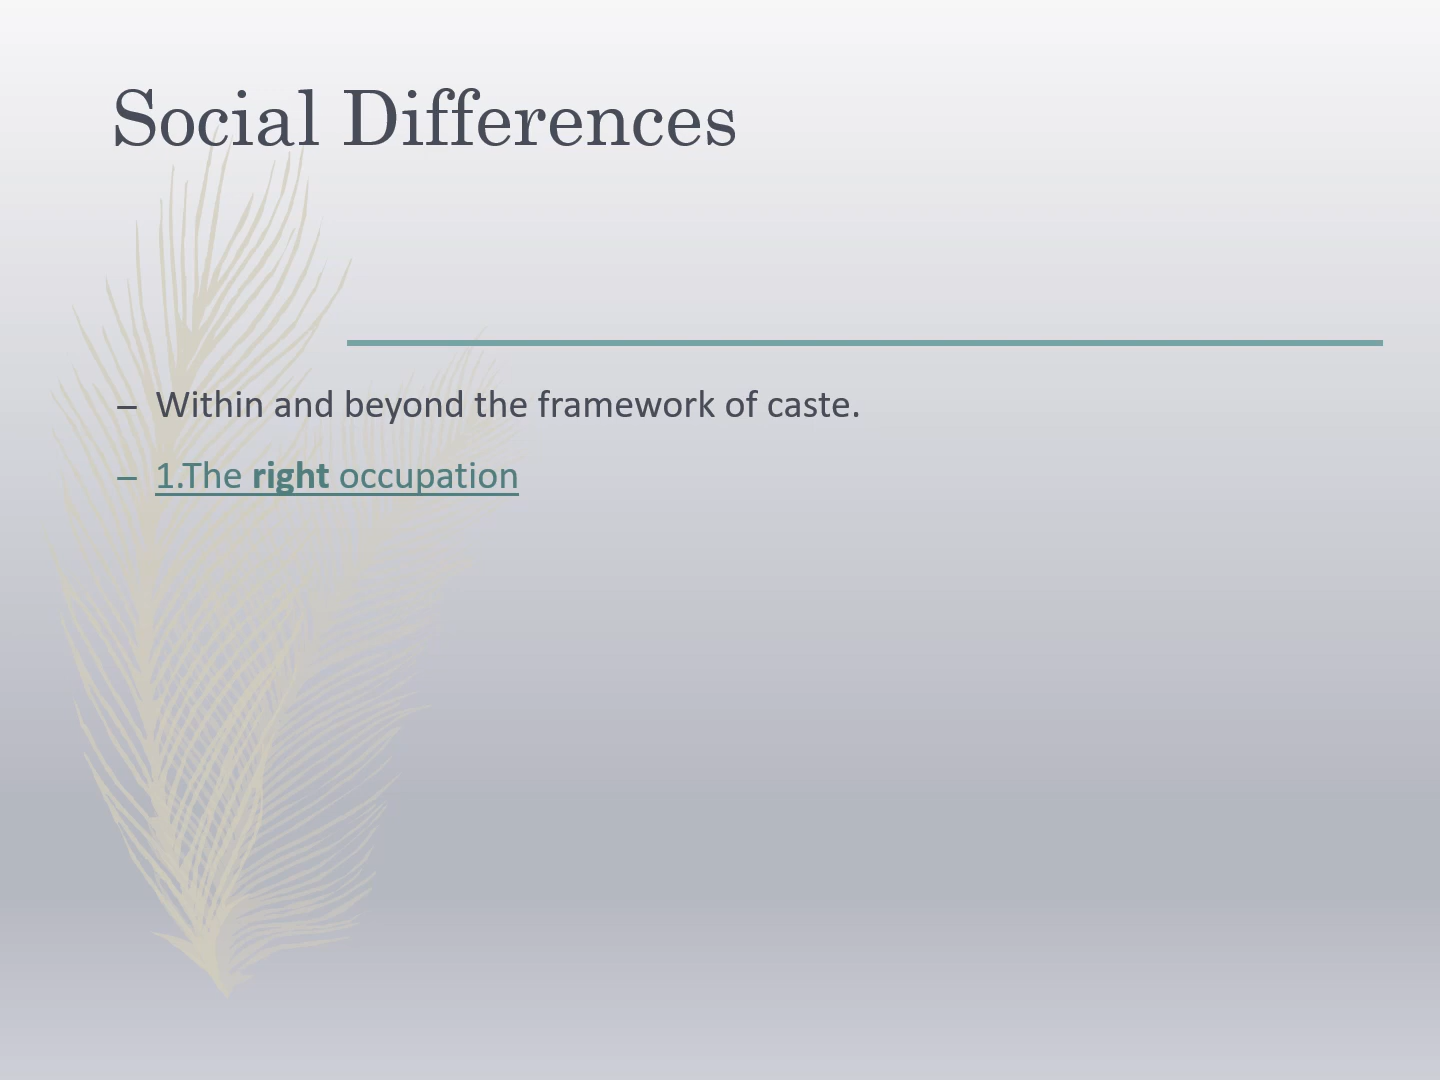 Social Differences
– Within and beyond the framework of caste.
– 1.The right occupation